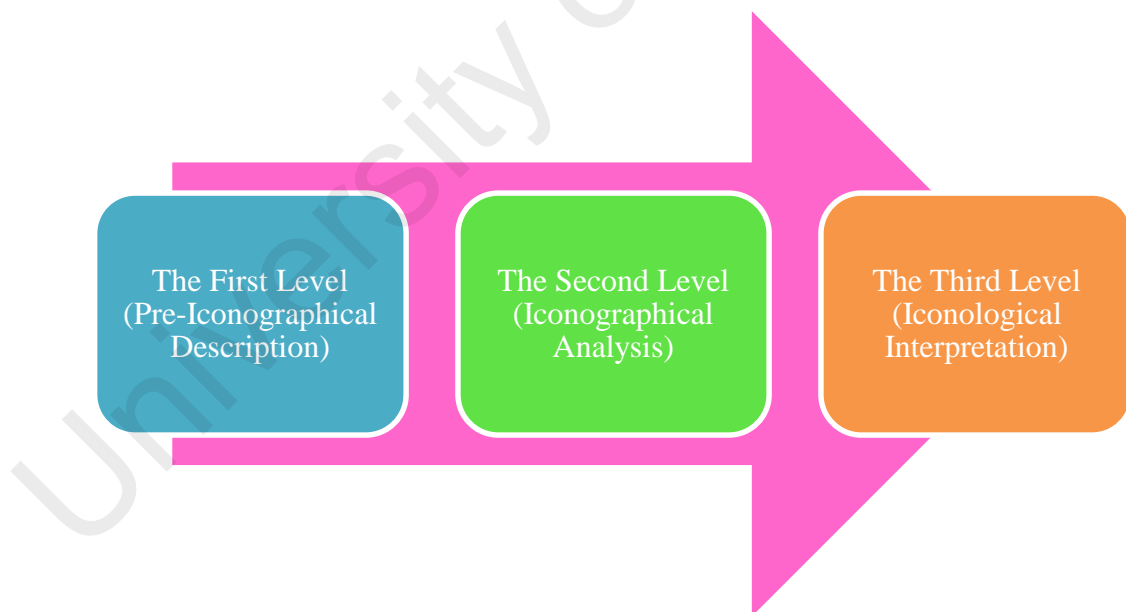 The First Level
(Pre-Iconographical
Description)
The Second Level
(Iconographical
Analysis)
The Third Level
(Iconological
Interpretation)
University